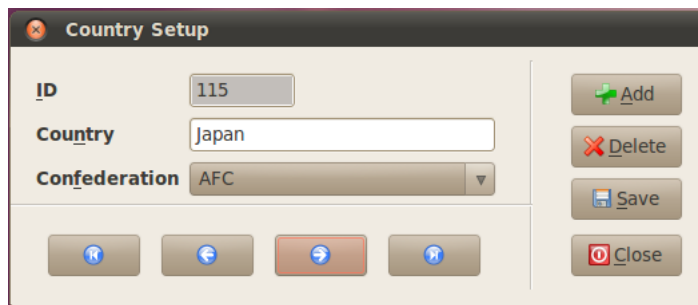 Country Setup
ID
115
Add
Country
Japan
Delete
Confederation
AFC
Save
Close